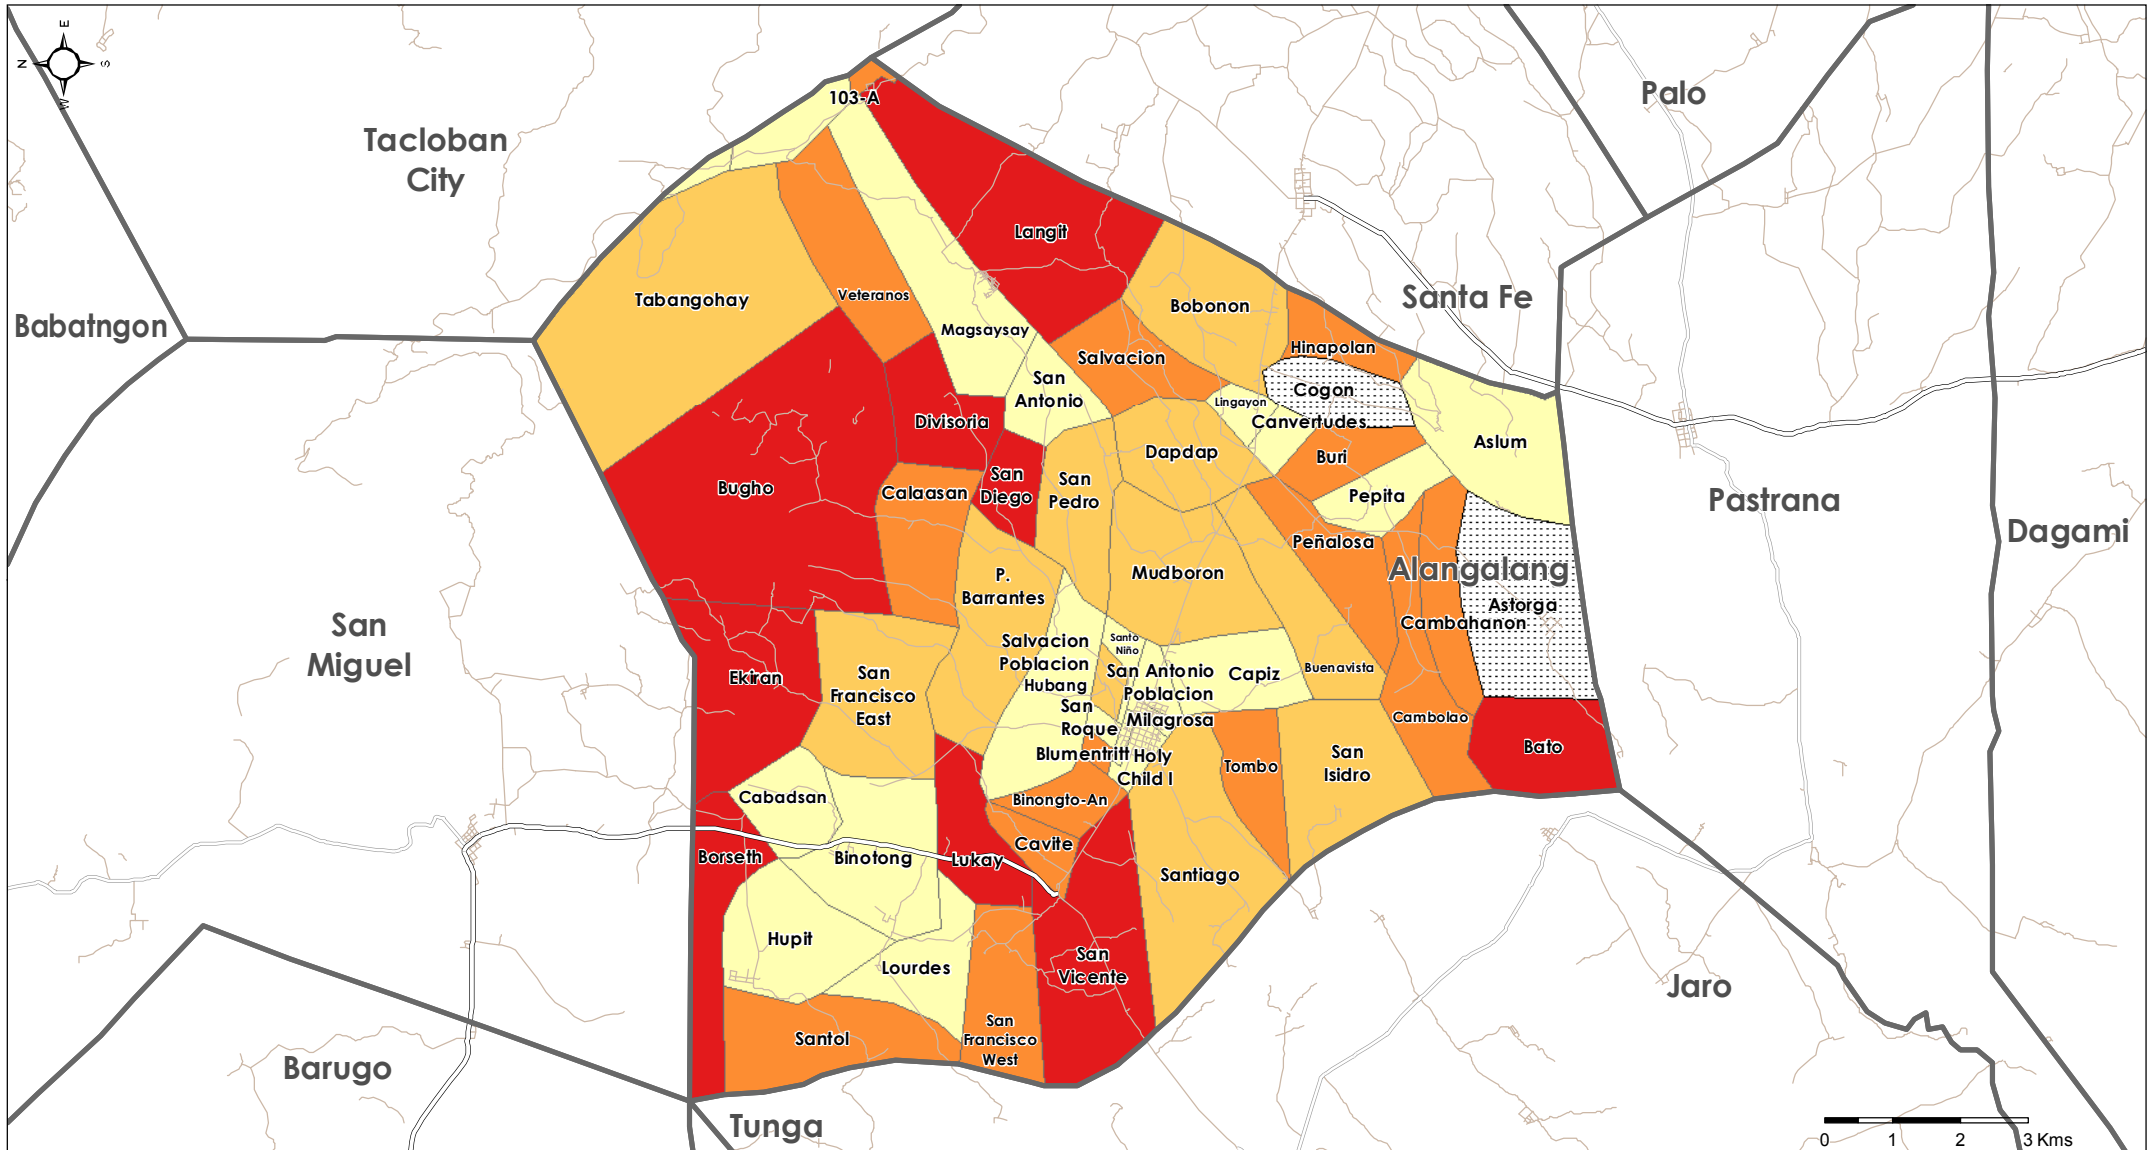 E
N
S
W
Palo
103-A
Tacloban
City
Langit
Santa Fe
Tabangohay
Veteranos
Bobonon
Babatngon
Magsaysay
Hinapolan
Salvacion
San
Antonio
Cogon
Lingayon
Canvertudes
Divisoria
Aslum
Dapdap
Buri
Bugho
San
Diego
San
Pedro
Calaasan
Pepita
Pastrana
Dagami
Peñalosa
Mudboron
Alangalang
P.
Barrantes
Astorga
Cambahanon
San
Miguel
Santo
Niño
Salvacion
Poblacion
Hubang
San Antonio
Poblacion
Capiz
Buenavista
Ekiran
San
Francisco
East
San
Roque
Milagrosa
Cambolao
Bato
Blumentritt
Holy
Child I
Tombo
San
Isidro
Cabadsan
Binongto-An
Cavite
Borseth
Binotong
Lukay
Santiago
Hupit
Lourdes
San
Vicente
Jaro
Santol
San
Francisco
West
Barugo
Tunga
0 1 2 3 Kms